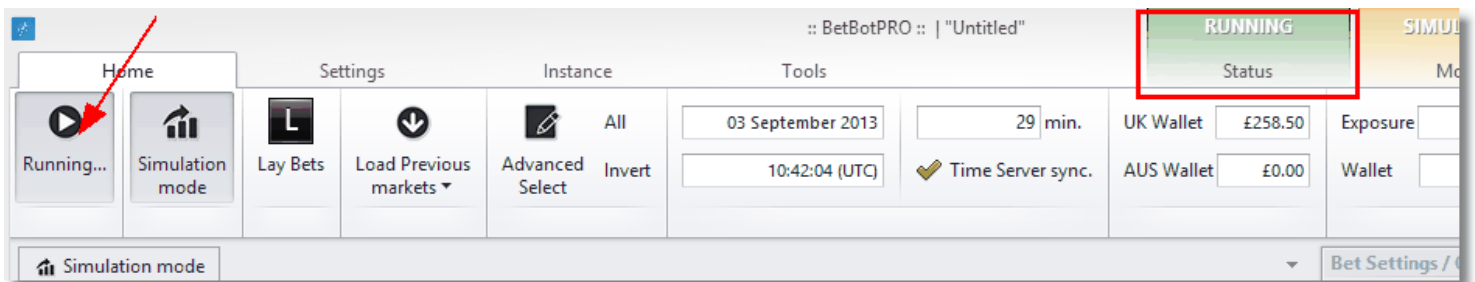 :: BetBotPRO :: | "Untitled"
RUNNING
Home
Settings
Instance
Tools
Status
L
All
03 September 2013
29 min.
UK Wallet
£258.50
Exposure
Running...
Simulation mode
Lay Bets
Load Previous markets
Advanced Select
Invert
10:42:04 (UTC)
Time Server sync.
AUS Wallet
£0.00
Wallet
Simulation mode
Bet Settings /